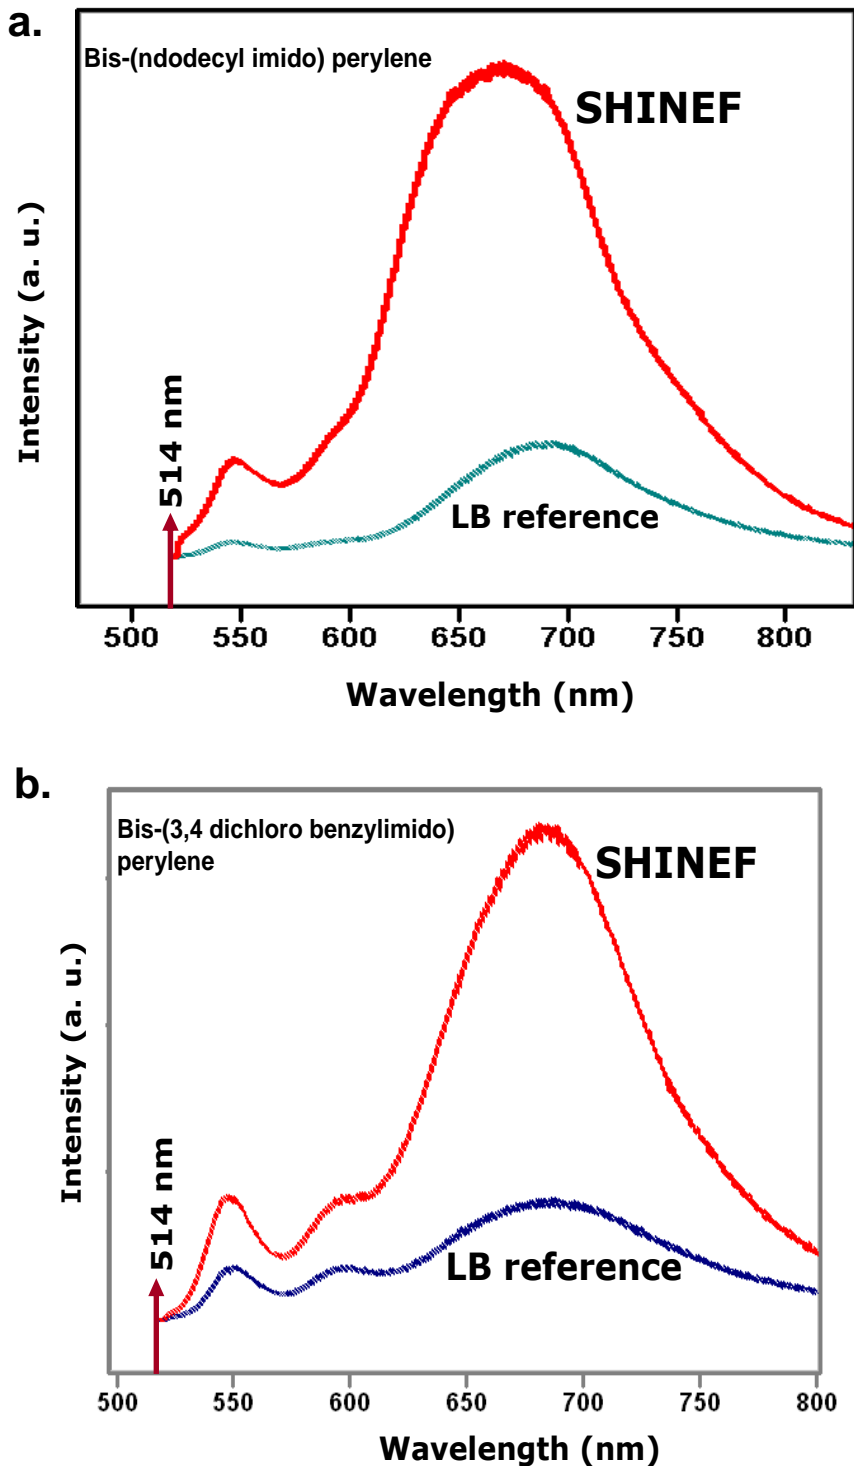 a.
Bis-(ndodecyl imido) perylene
SHINEF
Intensity (a. u.)
514 nm
LB reference
500 550 600 650 700 750 800
Wavelength (nm)
b.
Bis-(3,4 dichloro benzylimido)
perylene
SHINEF
Intensity (a. u.)
514 nm
LB reference
500 550 600 650 700 750 800
Wavelength (nm)